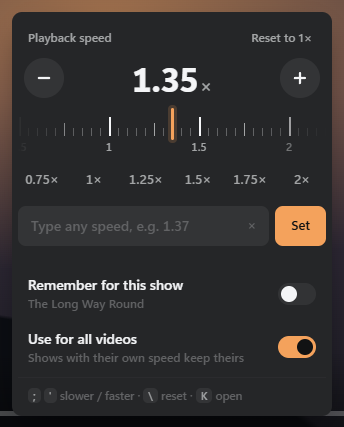 Playback speed Reset to 1×
− 1.35× +
1 1.5 2
0.75× 1× 1.25× 1.5× 1.75× 2×
Type any speed, e.g. 1.37 × Set
Remember for this show
The Long Way Round
Use for all videos
Shows with their own speed keep theirs
; ' slower / faster · \ reset · K open